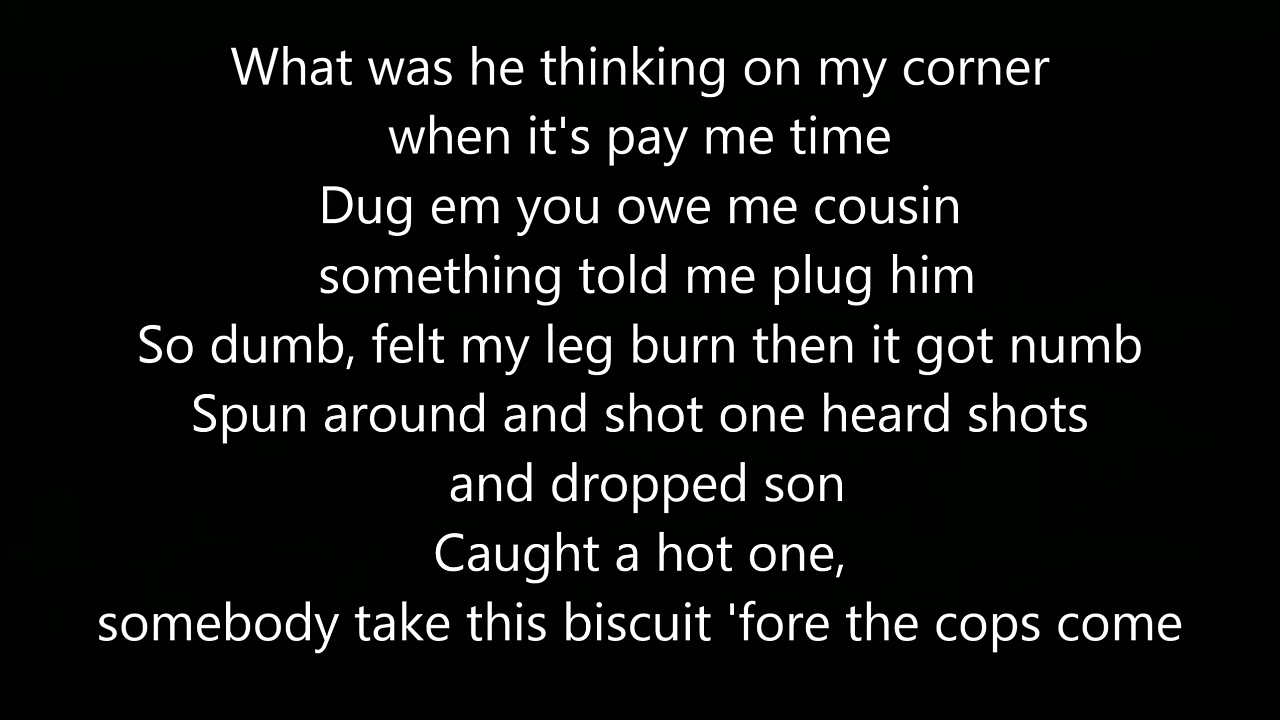 What was he thinking on my corner
when it's pay me time
Dug em you owe me cousin
something told me plug him
So dumb, felt my leg burn then it got numb
Spun around and shot one heard shots
and dropped son
Caught a hot one,
somebody take this biscuit 'fore the cops come